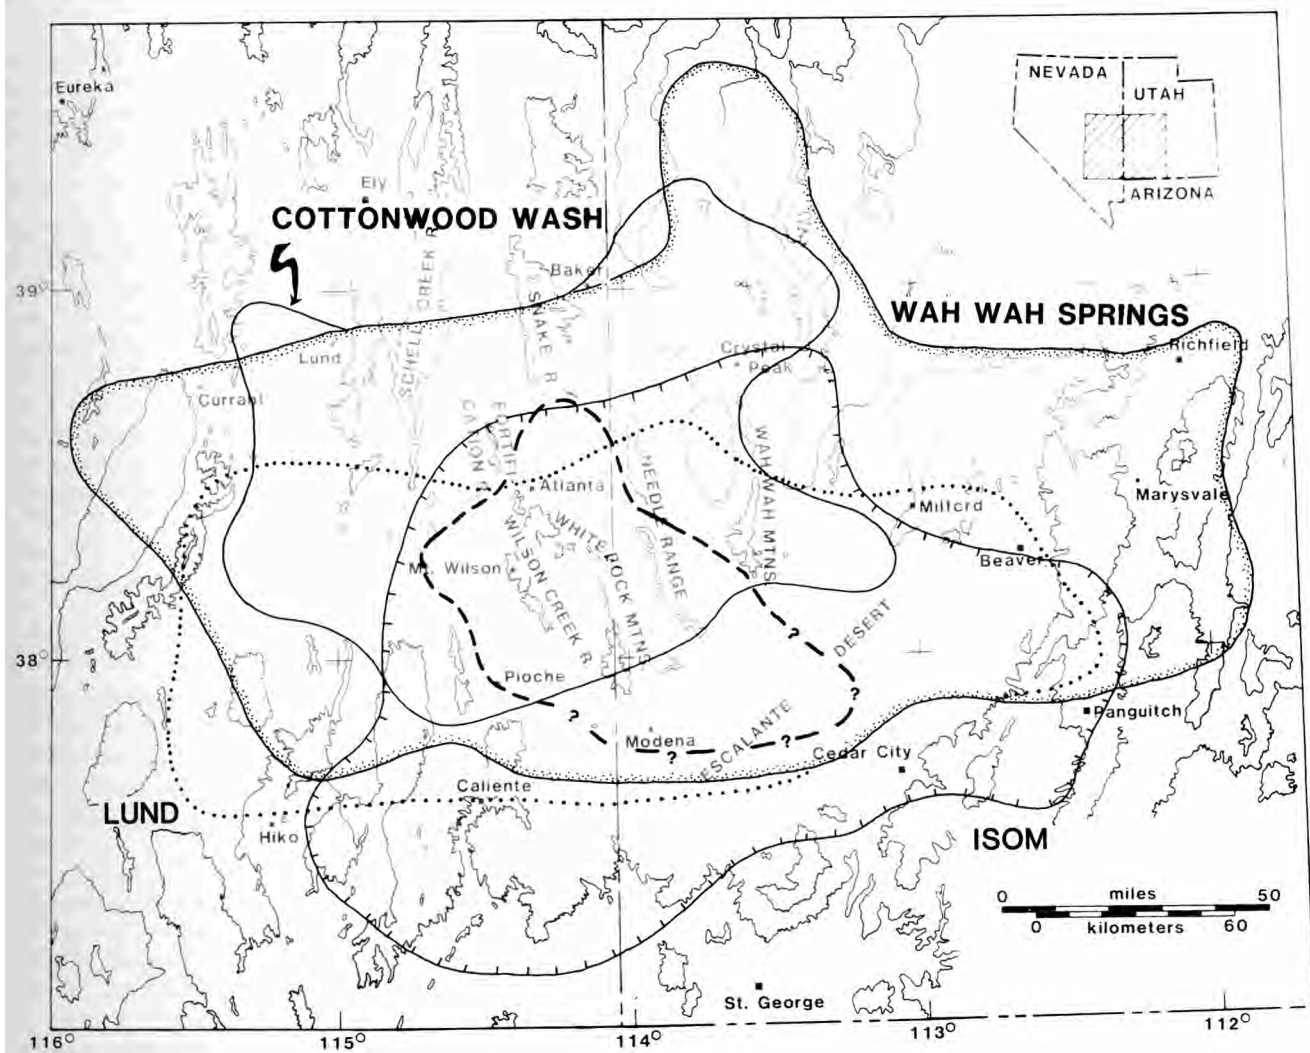 Eureka
NEVADA
UTAH
ARIZONA
Ely
COTTONWOOD WASH
SCHELL CREEK R.
Baker
SNAKE R.
39°
WAH WAH SPRINGS
Richfield
Lund
Crystal
Peak
Currant
FORTIFI-
CATION
Atlanta
NEEDLE RANGE
WAH WAH MTNS
Marysvale
Milford
WHITE ROCK MTNS
WILSON CREEK R.
Mt. Wilson
Beaver
DESERT
38°
Pioche
?
?
?
Panguitch
ESCALANTE
Modena
?
?
Cedar City
Caliente
LUND
Hiko
ISOM
0 miles 50
0 kilometers 60
St. George
116° 115° 114° 113° 112°